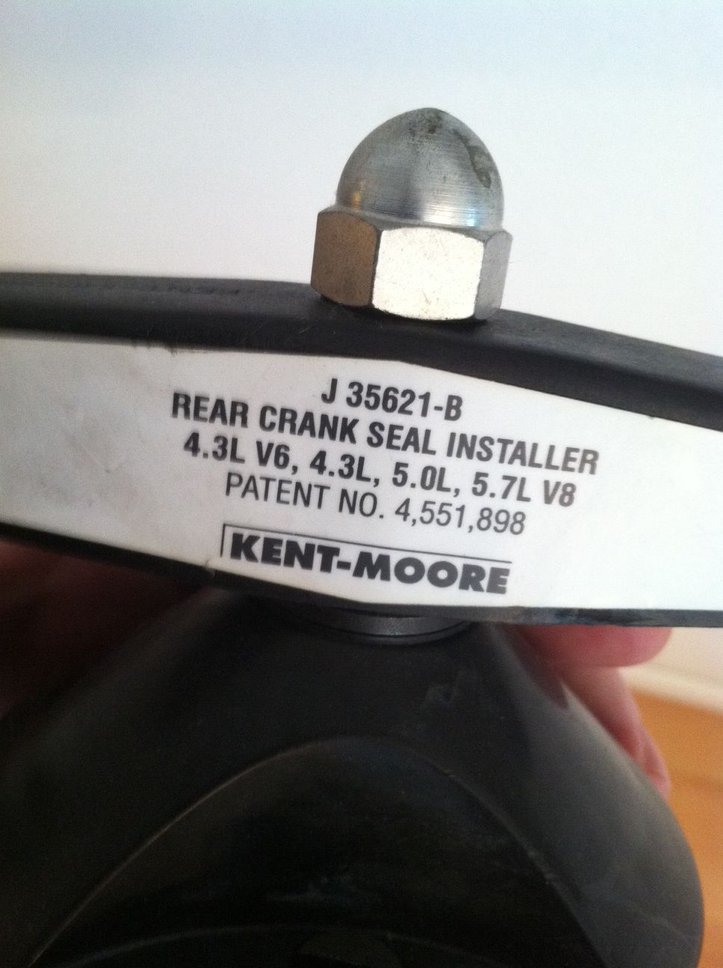 J 35621-B
REAR CRANK SEAL INSTALLER
4.3L V6, 4.3L, 5.0L, 5.7L V8
PATENT NO. 4,551,898
KENT-MOORE